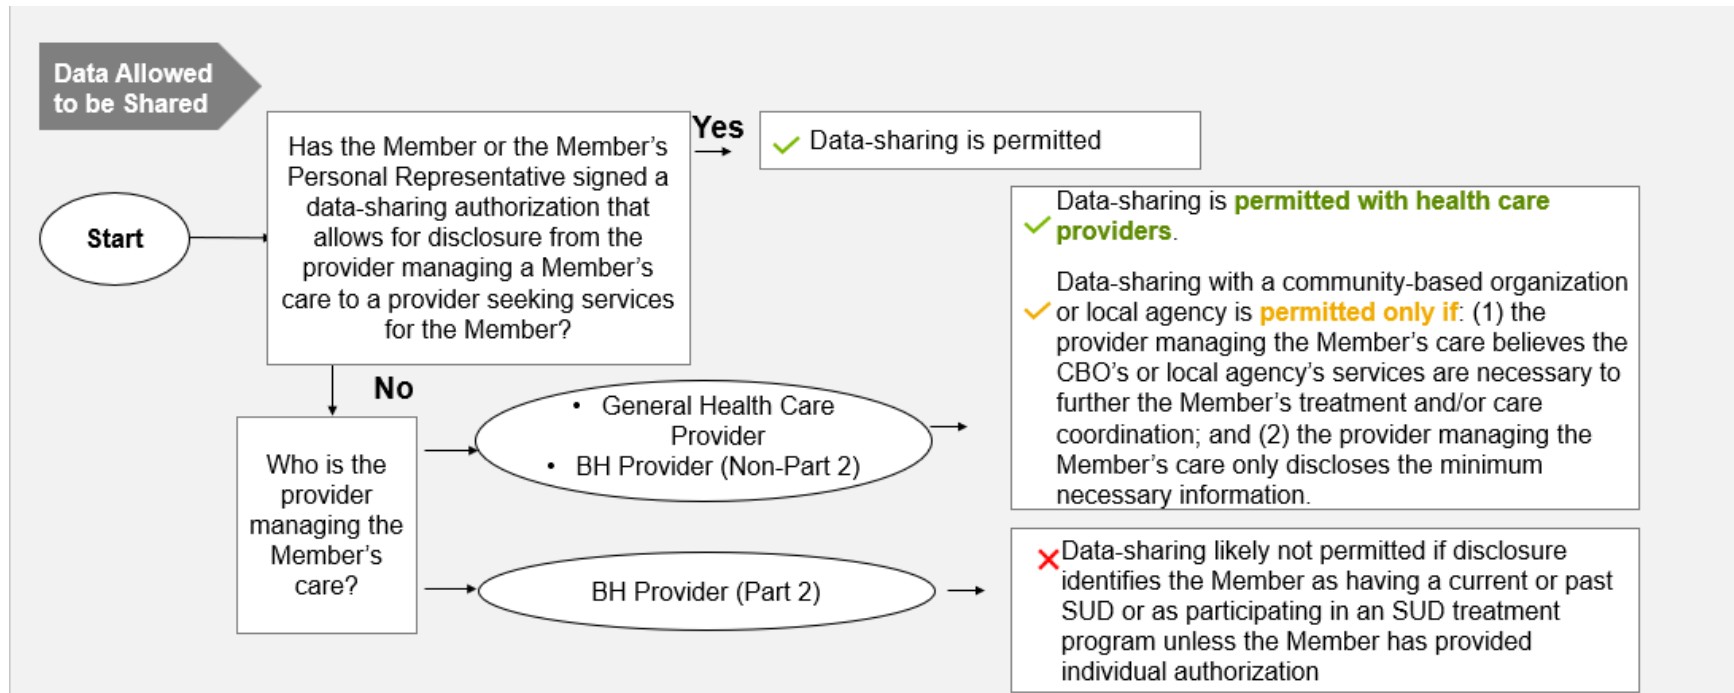 Data Allowed
to be Shared
Start
Has the Member or the Member's
Personal Representative signed a
data-sharing authorization that
allows for disclosure from the
provider managing a Member's
care to a provider seeking services
for the Member?
Yes
Data-sharing is permitted
No
Who is the
provider
managing the
Member's
care?
• General Health Care
Provider
• BH Provider (Non-Part 2)
Data-sharing is permitted with health care
providers.
Data-sharing with a community-based organization
or local agency is permitted only if: (1) the
provider managing the Member's care believes the
CBO's or local agency's services are necessary to
further the Member's treatment and/or care
coordination; and (2) the provider managing the
Member's care only discloses the minimum
necessary information.
BH Provider (Part 2)
Data-sharing likely not permitted if disclosure
identifies the Member as having a current or past
SUD or as participating in an SUD treatment
program unless the Member has provided
individual authorization